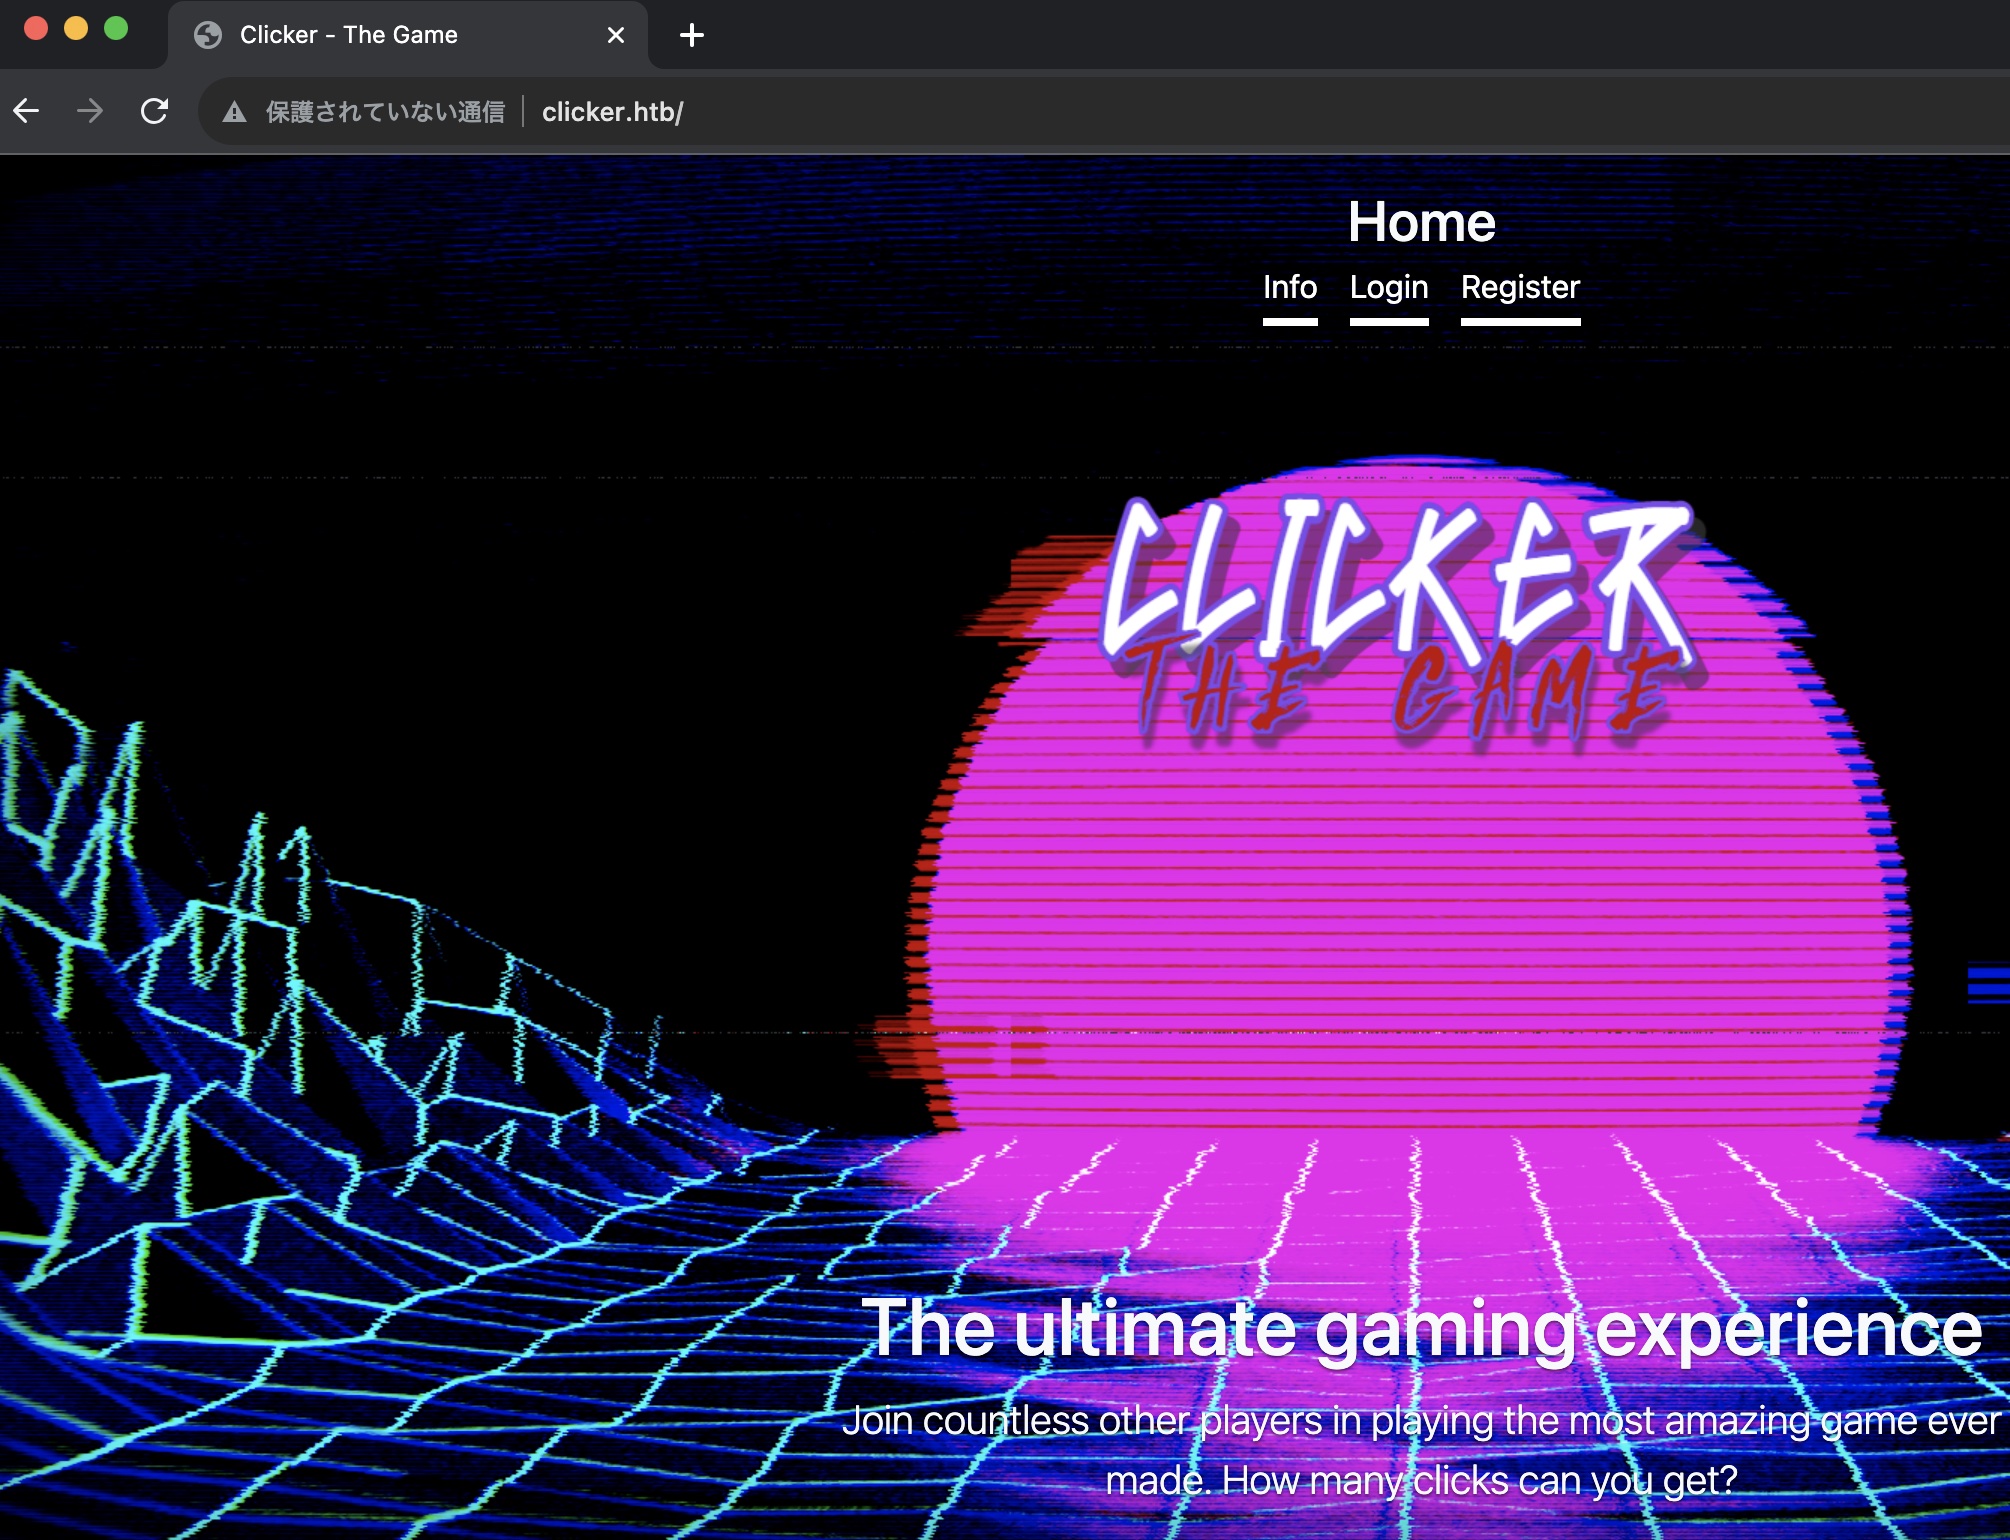 Clicker - The Game
保護されていない通信 clicker.htb/
Home
Info Login Register
CLICKER
THE GAME
The ultimate gaming experience
Join countless other players in playing the most amazing game ever
made. How many clicks can you get?